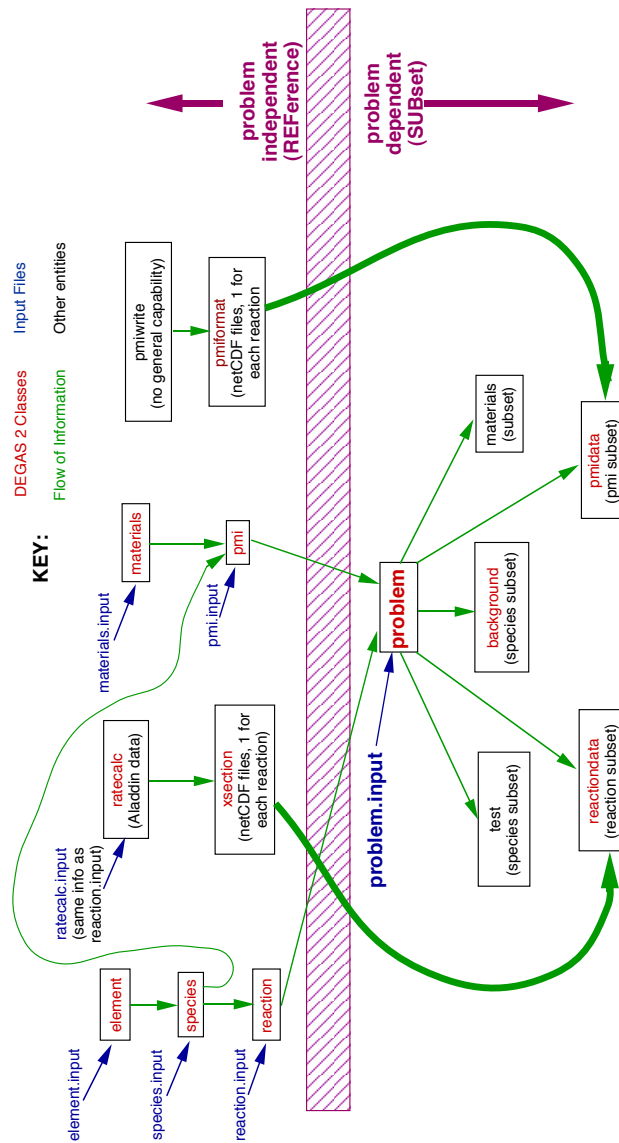 KEY:
DEGAS 2 Classes
Input Files
Flow of Information
Other entities
element.input
element
species.input
species
reaction.input
reaction
ratecalc.input
(same info as
reaction.input)
ratecalc
(Aladdin data)
xsection
(netCDF files, 1 for
each reaction)
materials.input
materials
pmi.input
pmi
pmiwrite
(no general capability)
pmiformat
(netCDF files, 1 for
each reaction
problem
independent
(REFerence)
problem
dependent
(SUBset)
problem.input
problem
test
(species subset)
background
(species subset)
materials
(subset)
reactiondata
(reaction subset)
pmidata
(pmi subset)